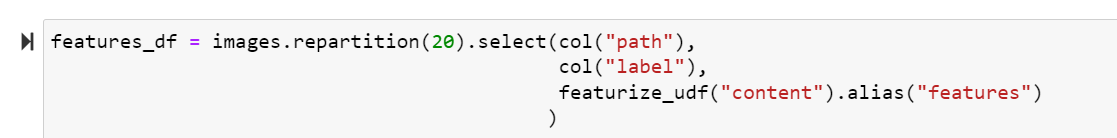 features_df = images.repartition(20).select(col("path"),
                                            col("label"),
                                            featurize_udf("content").alias("features")
                                           )